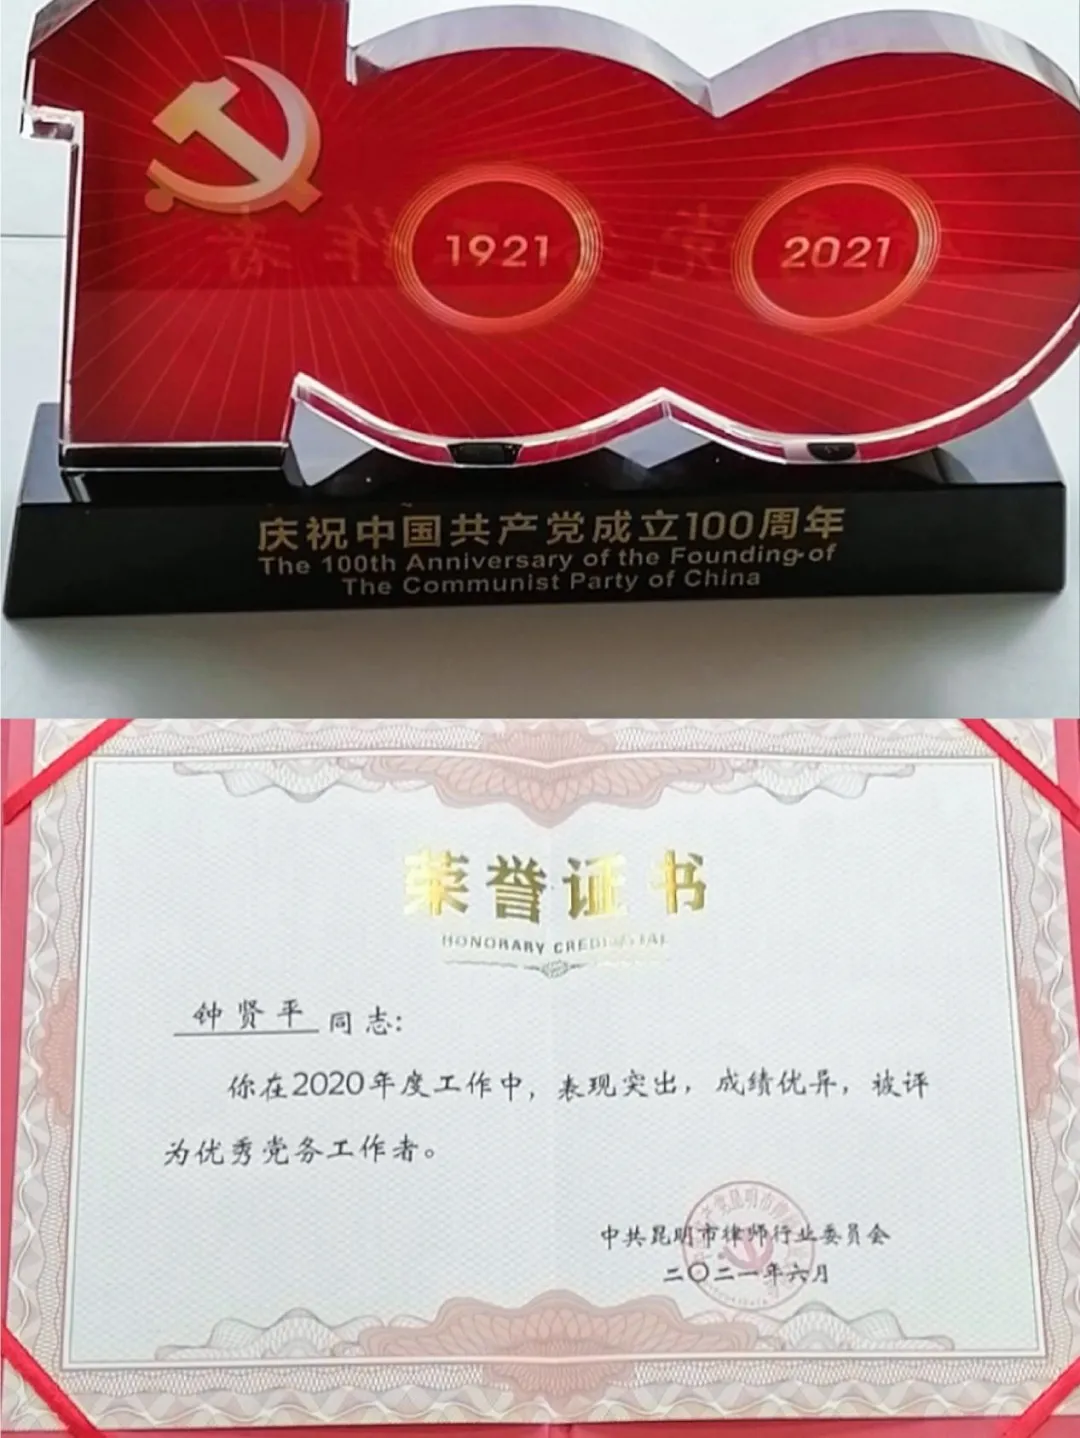 1921
2021
庆祝中国共产党成立100周年
The 100th Anniversary of the Founding of
The Communist Party of China
荣誉证书
HONORARY CREDENTIAL
钟贤平同志：
你在2020年度工作中，表现突出，成绩优异，被评
为优秀党务工作者。
中共昆明市律师行业委员会
二〇二一年六月